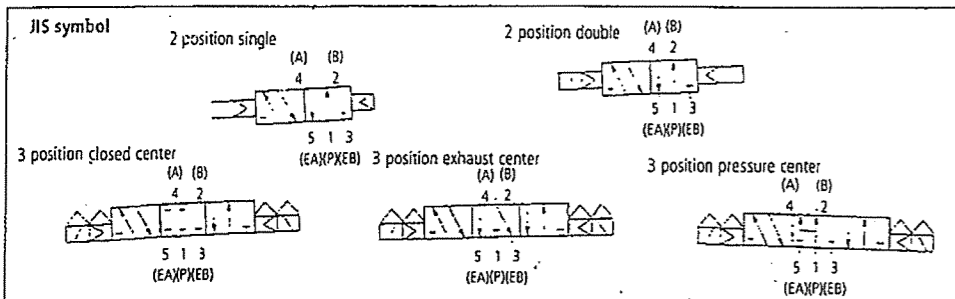 JIS symbol
2 position single
(A) (B)
4 2
5 1 3
(EA)(P)(EB)
2 position double
(A) (B)
4 2
5 1 3
(EA)(P)(EB)
3 position closed center
(A) (B)
4 2
5 1 3
(EA)(P)(EB)
3 position exhaust center
(A) (B)
4 2
5 1 3
(EA)(P)(EB)
3 position pressure center
(A) (B)
4 2
5 1 3
(EA)(P)(EB)